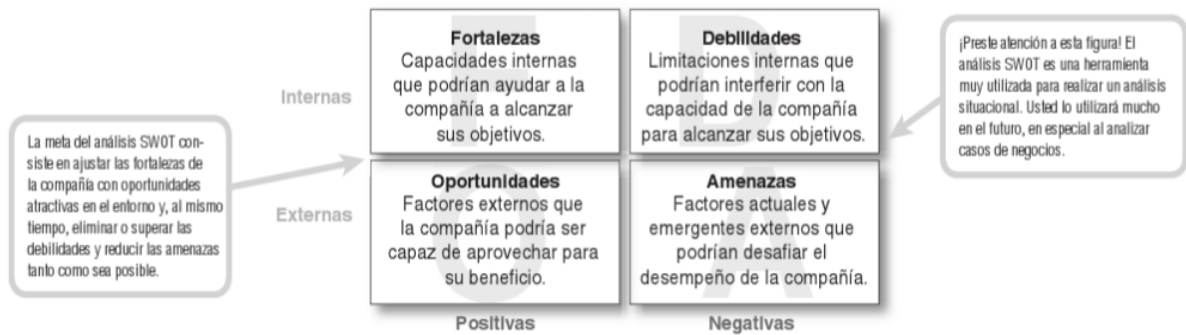 Fortalezas
Capacidades internas
que podrían ayudar a la
compañía a alcanzar
sus objetivos.
Debilidades
Limitaciones internas que
podrían interferir con la
capacidad de la compañía
para alcanzar sus objetivos.
¡Preste atención a esta figura! El
análisis SWOT es una herramienta
muy utilizada para realizar un análisis
situacional. Usted lo utilizará mucho
en el futuro, en especial al analizar
casos de negocios.
Internas
La meta del análisis SWOT con-
siste en ajustar las fortalezas de
la compañía con oportunidades
atractivas en el entorno y, al mismo
tiempo, eliminar o superar las
debilidades y reducir las amenazas
tanto como sea posible.
Externas
Oportunidades
Factores externos que
la compañía podría ser
capaz de aprovechar para
su beneficio.
Amenazas
Factores actuales y
emergentes externos que
podrían desafiar el
desempeño de la compañía.
Positivas
Negativas
F
D
O
A